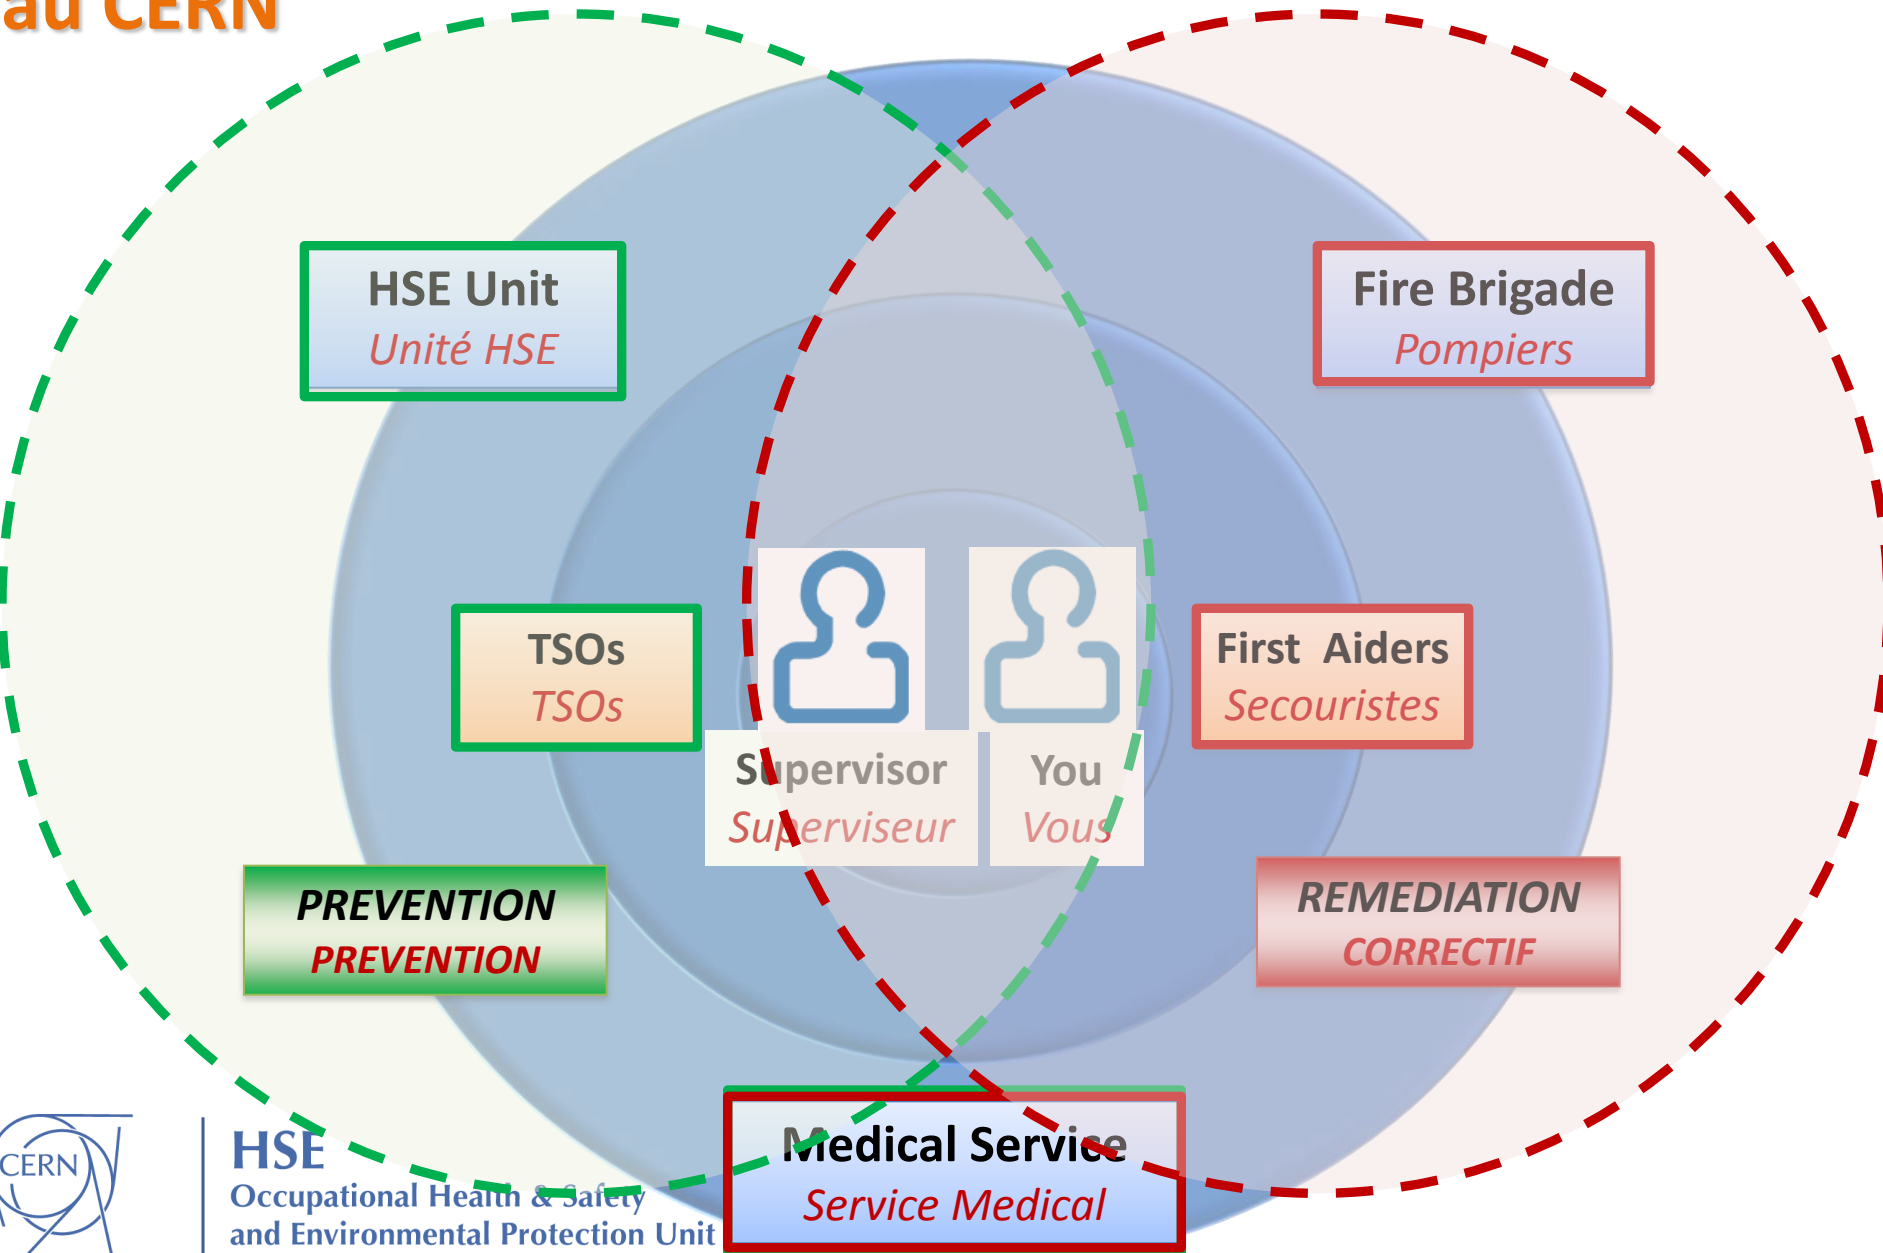 au CERN
HSE Unit
Unité HSE
Fire Brigade
Pompiers
TSOs
TSOs
First Aiders
Secouristes
Supervisor
Superviseur
You
Vous
PREVENTION
PREVENTION
REMEDIATION
CORRECTIF
Medical Service
Service Medical
CERN
HSE
Occupational Health & Safety
and Environmental Protection Unit